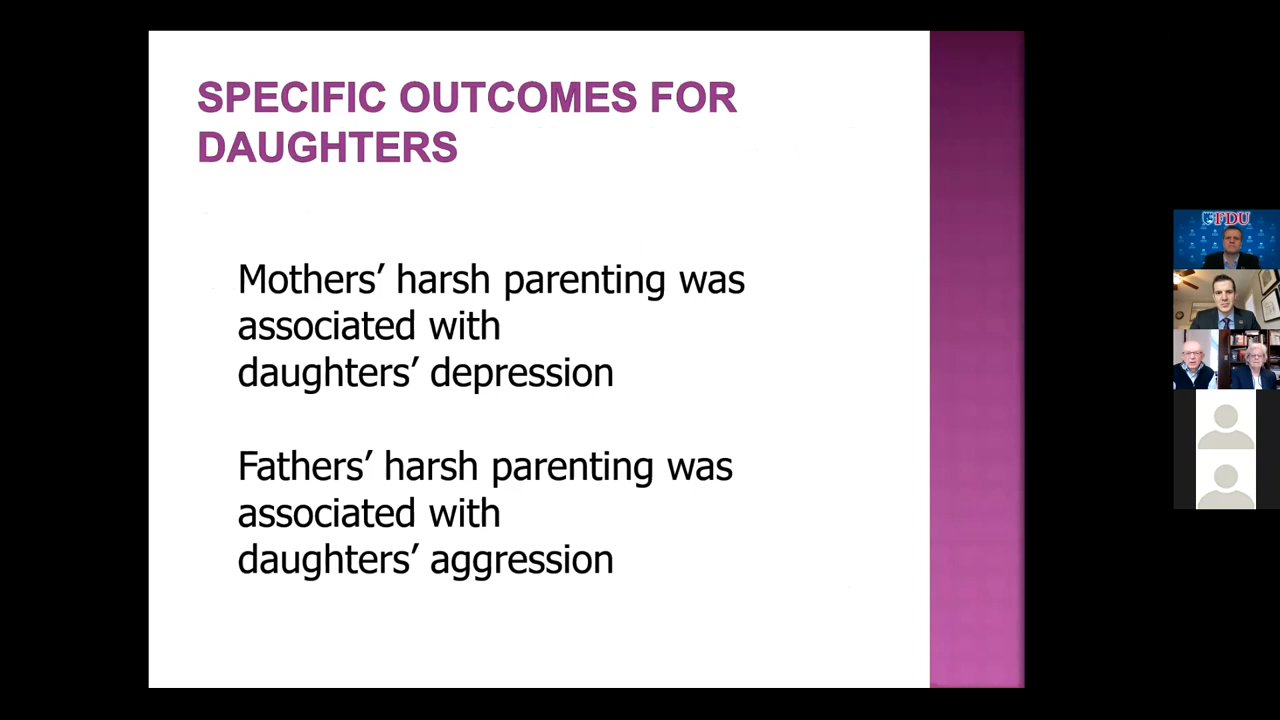 SPECIFIC OUTCOMES FOR
DAUGHTERS
Mothers’ harsh parenting was
associated with
daughters’ depression
Fathers’ harsh parenting was
associated with
daughters’ aggression
FDU